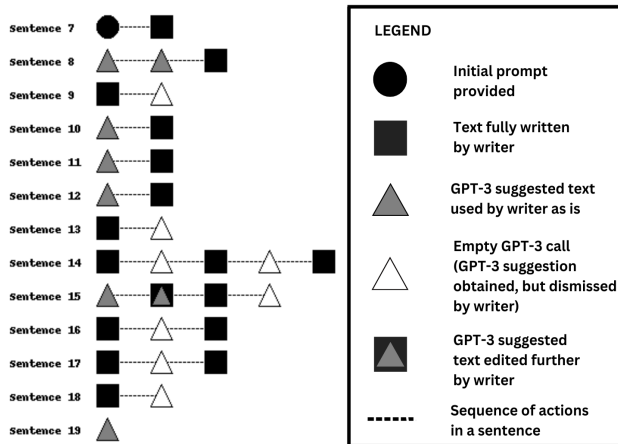 Sentence 7
Sentence 8
Sentence 9
Sentence 10
Sentence 11
Sentence 12
Sentence 13
Sentence 14
Sentence 15
Sentence 16
Sentence 17
Sentence 18
Sentence 19
LEGEND
Initial prompt
provided
Text fully written
by writer
GPT-3 suggested text
used by writer as is
Empty GPT-3 call
(GPT-3 suggestion
obtained, but dismissed
by writer)
GPT-3 suggested
text edited further
by writer
Sequence of actions
in a sentence